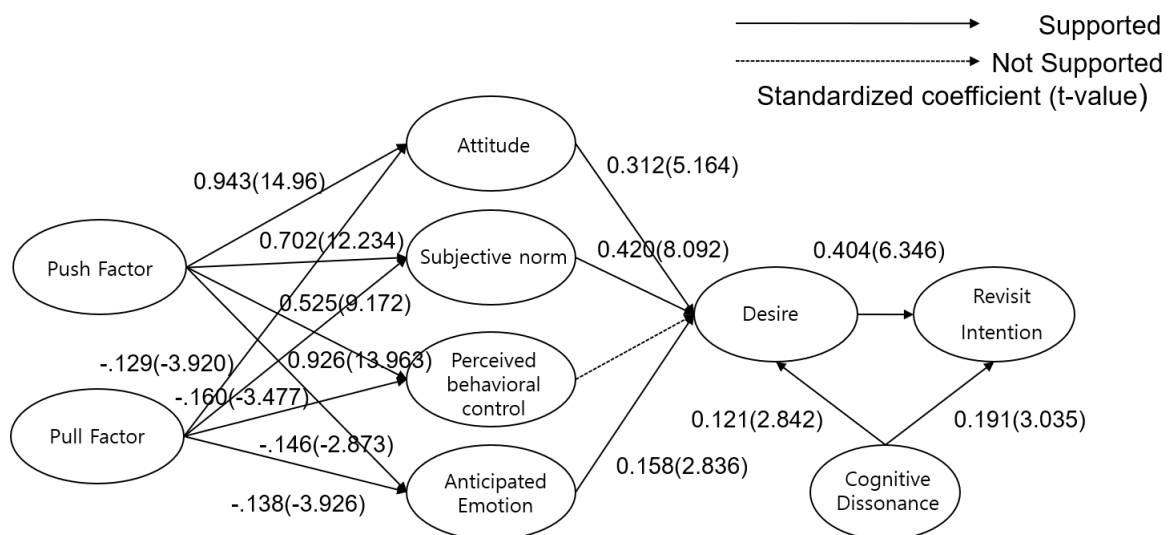 Supported
Not Supported
Standardized coefficient (t-value)
Attitude
0.312(5.164)
0.943(14.96)
0.702(12.234)
Subjective norm
0.420(8.092)
0.404(6.346)
Push Factor
0.525(9.172)
Desire
Revisit
Intention
-.129(-3.920)
0.926(13.963)
Perceived
behavioral
control
-.160(-3.477)
Pull Factor
-.146(-2.873)
0.121(2.842)
0.191(3.035)
0.158(2.836)
-.138(-3.926)
Anticipated
Emotion
Cognitive
Dissonance